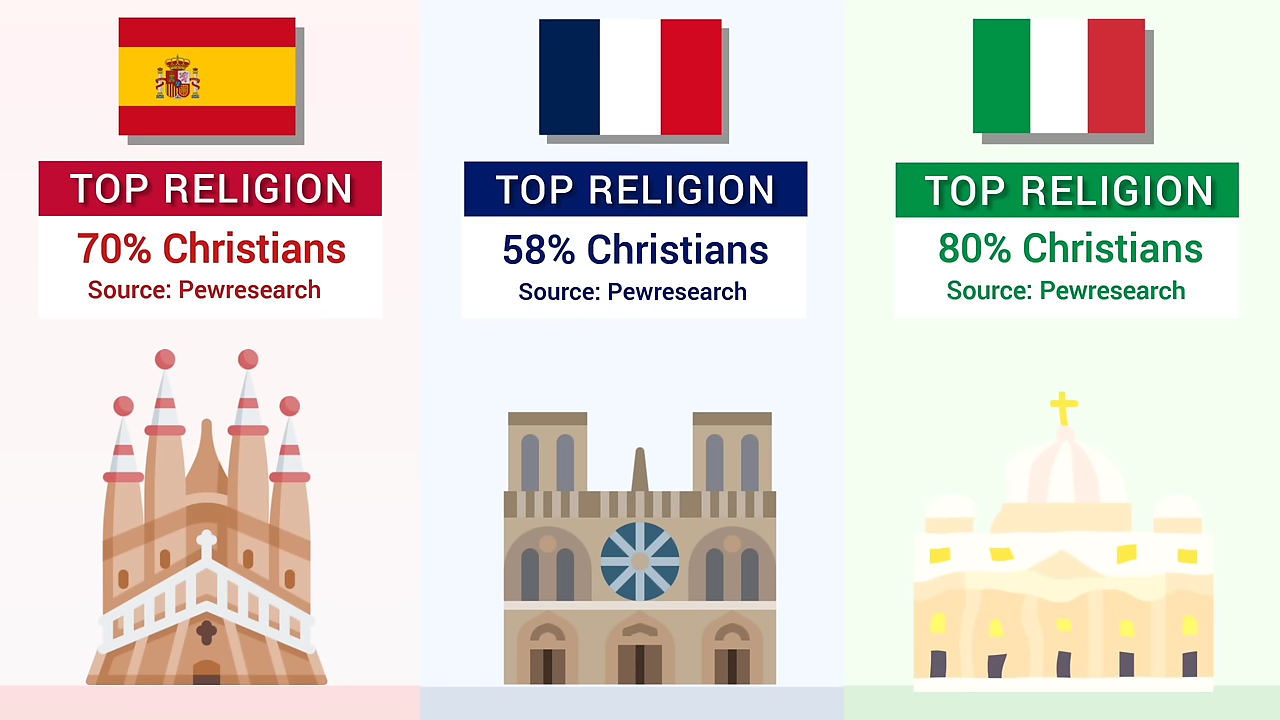 TOP RELIGION
70% Christians
Source: Pewresearch
TOP RELIGION
58% Christians
Source: Pewresearch
TOP RELIGION
80% Christians
Source: Pewresearch